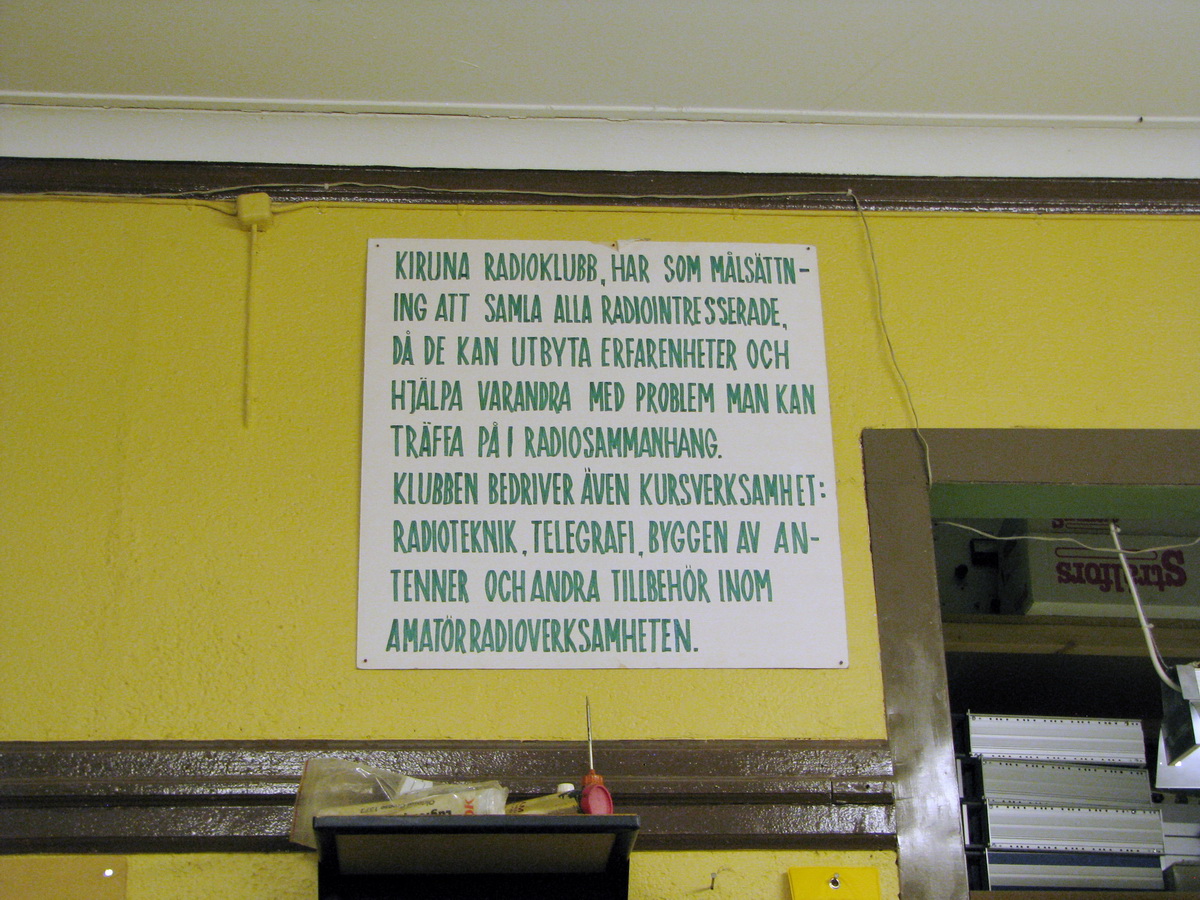 KIRUNA RADIOKLUBB, HAR SOM MÅLSÄTTN-
ING ATT SAMLA ALLA RADIOINTRESSERADE,
DÅ DE KAN UTBYTA ERFARENHETER OCH
HJÄLPA VARANDRA MED PROBLEM MAN KAN
TRÄFFA PÅ I RADIOSAMMANHANG.
KLUBBEN BEDRIVER ÄVEN KURSVERKSAMHET:
RADIOTEKNIK, TELEGRAFI, BYGGEN AV AN-
TENNER OCH ANDRA TILLBEHÖR INOM
AMATÖRRADIOVERKSAMHETEN.
Strålfors